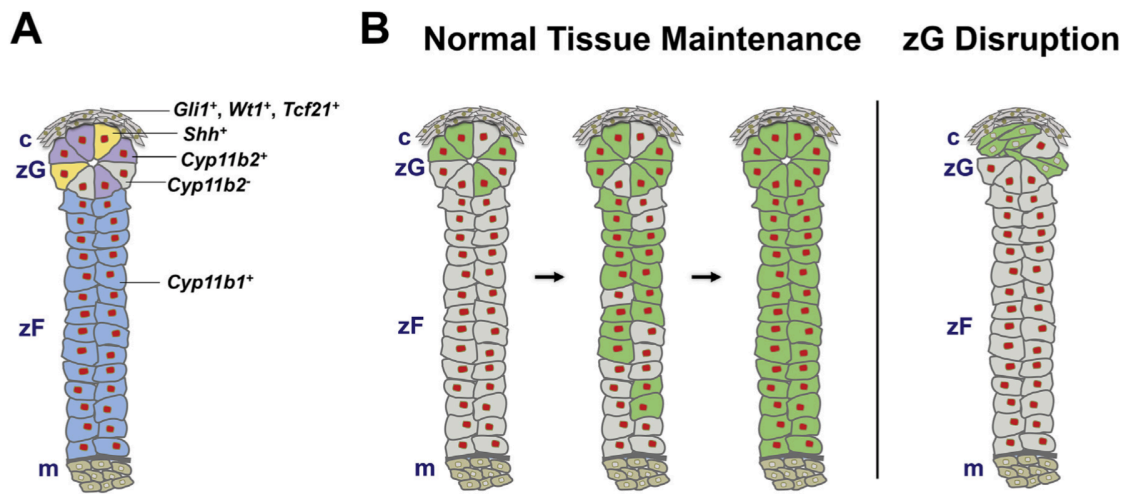 A
B
Normal Tissue Maintenance
zG Disruption
Gli1+, Wt1+, Tcf21+
Shh+
Cyp11b2+
Cyp11b2-
Cyp11b1+
c
zG
zF
m
c
zG
zF
m
c
zG
zF
m